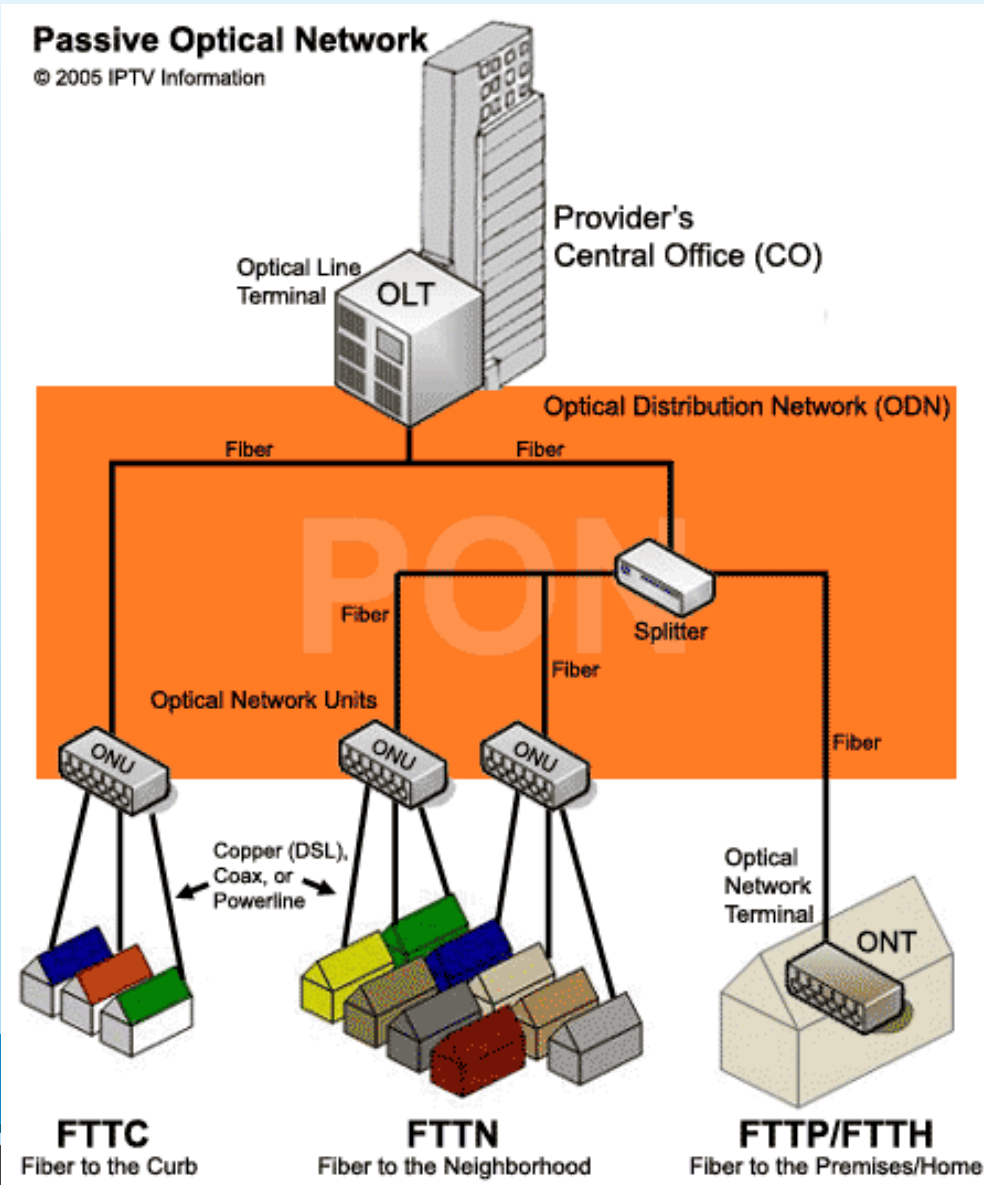 Passive Optical Network
© 2005 IPTV Information
Provider's
Central Office (CO)
Optical Line
Terminal
OLT
Optical Distribution Network (ODN)
Fiber
Fiber
PON
Fiber
Splitter
Fiber
Optical Network Units
Fiber
ONU
ONU
ONU
Copper (DSL),
Coax, or
Powerline
Optical
Network
Terminal
ONT
FTTC
Fiber to the Curb
FTTN
Fiber to the Neighborhood
FTTP/FTTH
Fiber to the Premises/Home